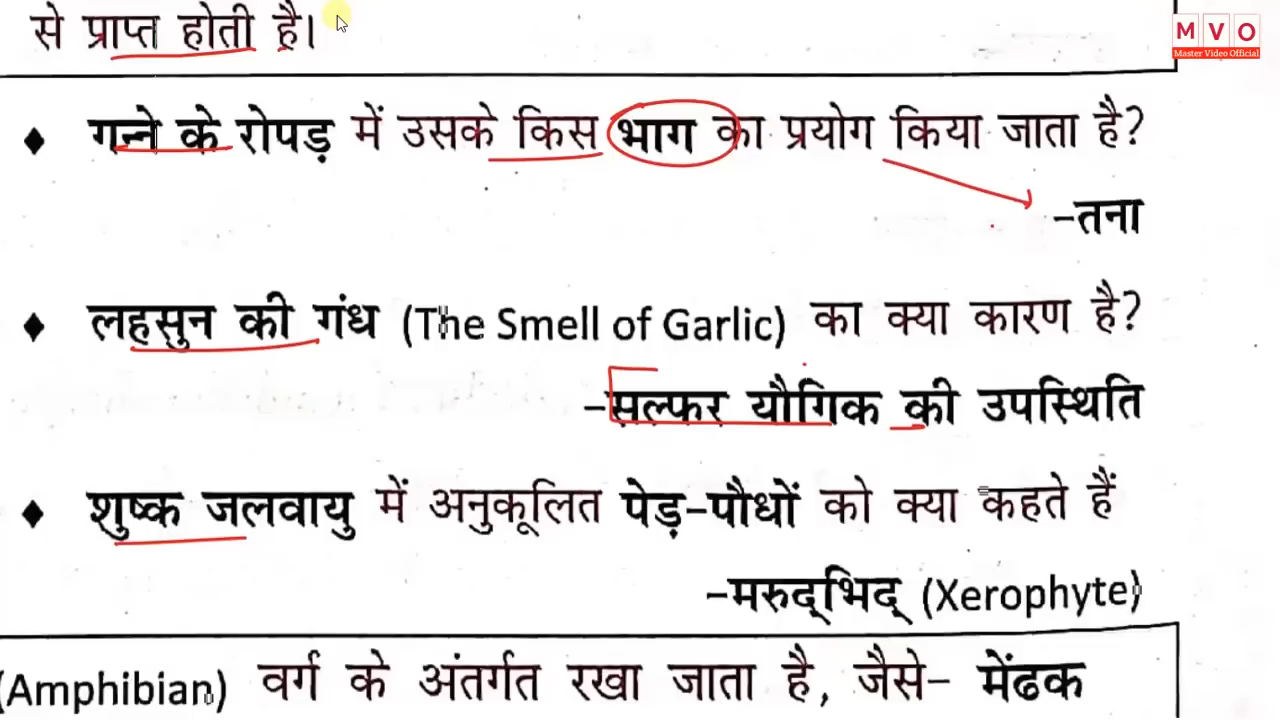 से प्राप्त होती है।
M V O
Master Video Official
♦ गन्ने के रोपड़ में उसके किस भाग का प्रयोग किया जाता है?
-तना
♦ लहसुन की गंध (The Smell of Garlic) का क्या कारण है?
-सल्फर यौगिक की उपस्थिति
♦ शुष्क जलवायु में अनुकूलित पेड़-पौधों को क्या कहते हैं
-मरुद्भिद् (Xerophyte)
(Amphibian) वर्ग के अंतर्गत रखा जाता है, जैसे- मेंढक